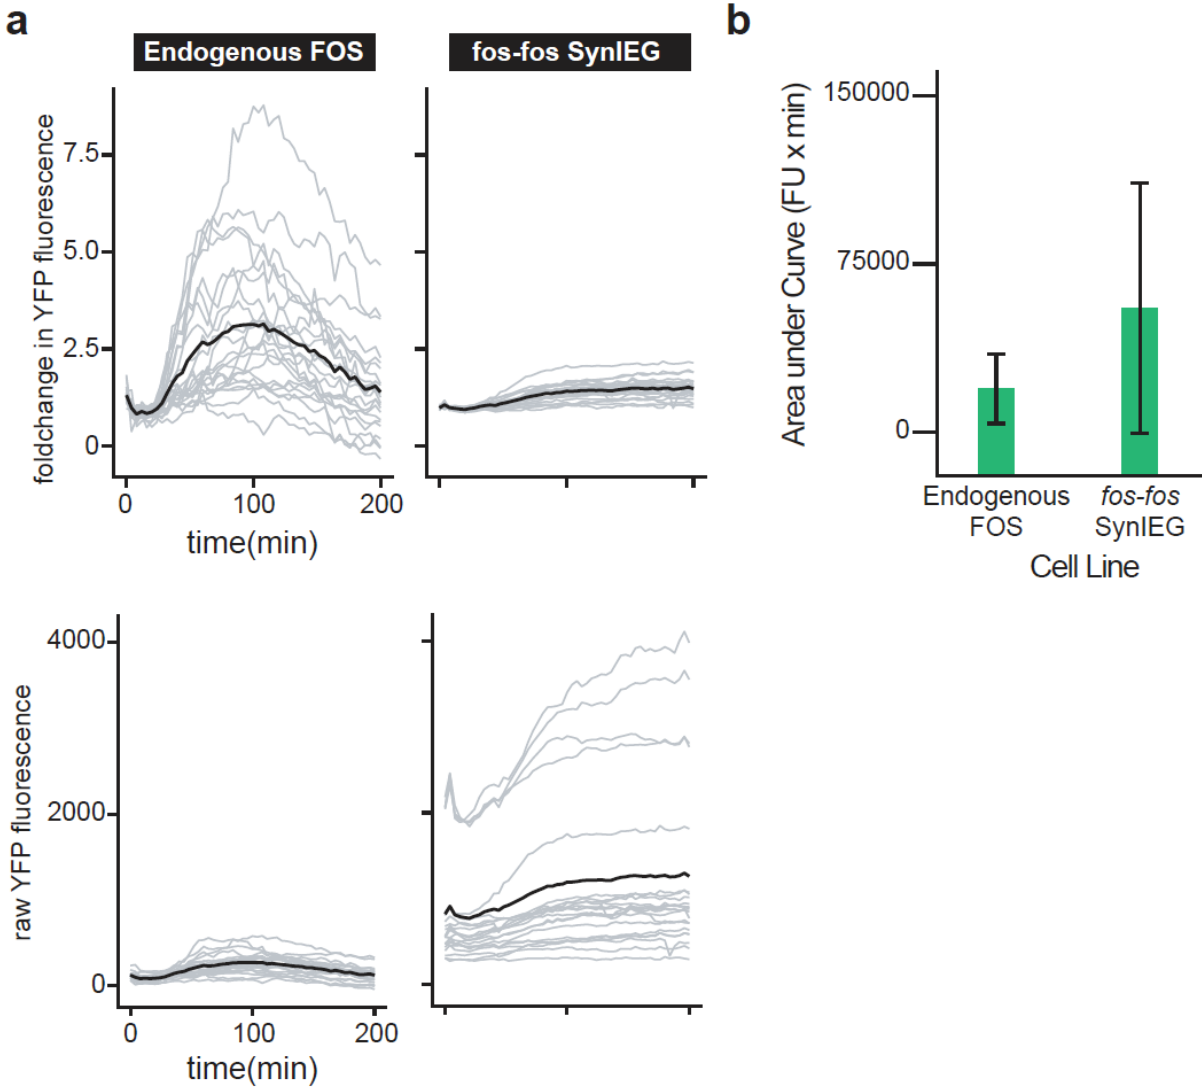 a
Endogenous FOS
fos-fos SynIEG
foldchange in YFP fluorescence
7.5
5.0
2.5
0
0 100 200
time(min)
raw YFP fluorescence
4000
2000
0
0 100 200
time(min)
b
Area under Curve (FU x min)
150000
75000
0
Endogenous
FOS
fos-fos
SynIEG
Cell Line